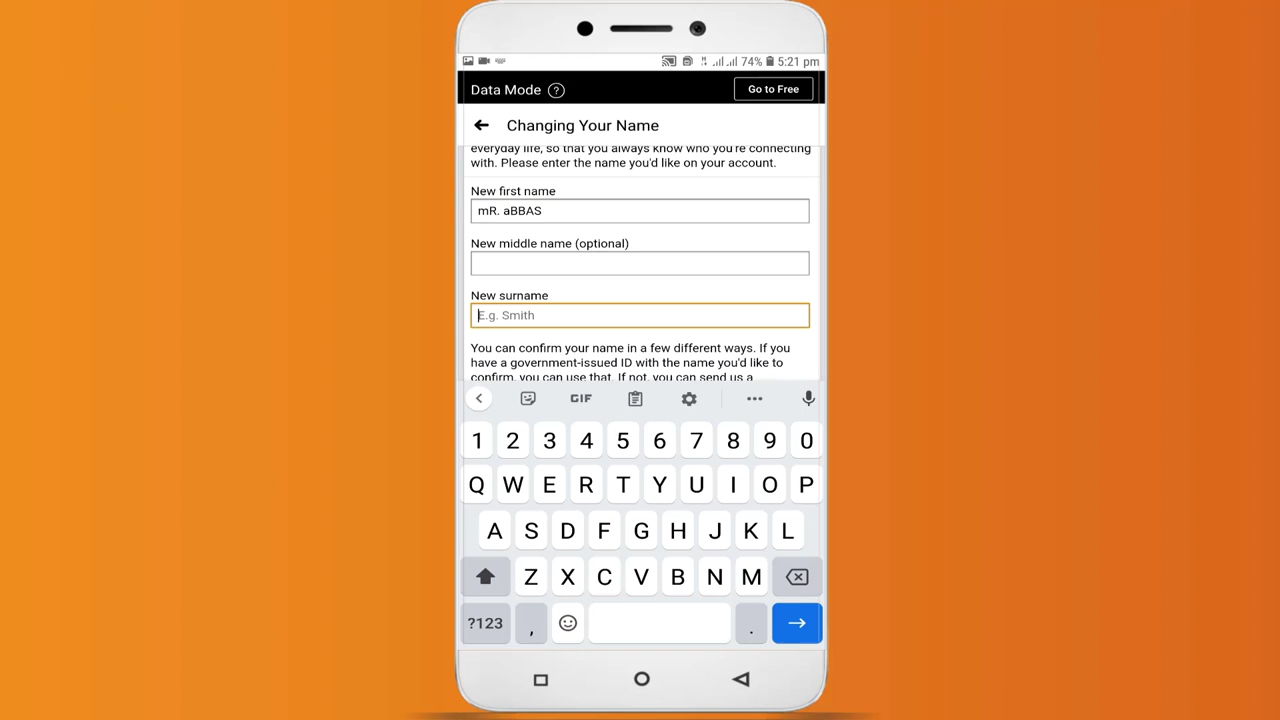 74% 5:21 pm
Data Mode ? Go to Free
Changing Your Name
everyday life, so that you always know who you're connecting
with. Please enter the name you'd like on your account.
New first name
mR. aBBAS
New middle name (optional)
New surname
E.g. Smith
You can confirm your name in a few different ways. If you
have a government-issued ID with the name you'd like to
confirm, you can use that. If not, you can send us a
GIF
1 2 3 4 5 6 7 8 9 0
Q W E R T Y U I O P
A S D F G H J K L
Z X C V B N M
?123 , .